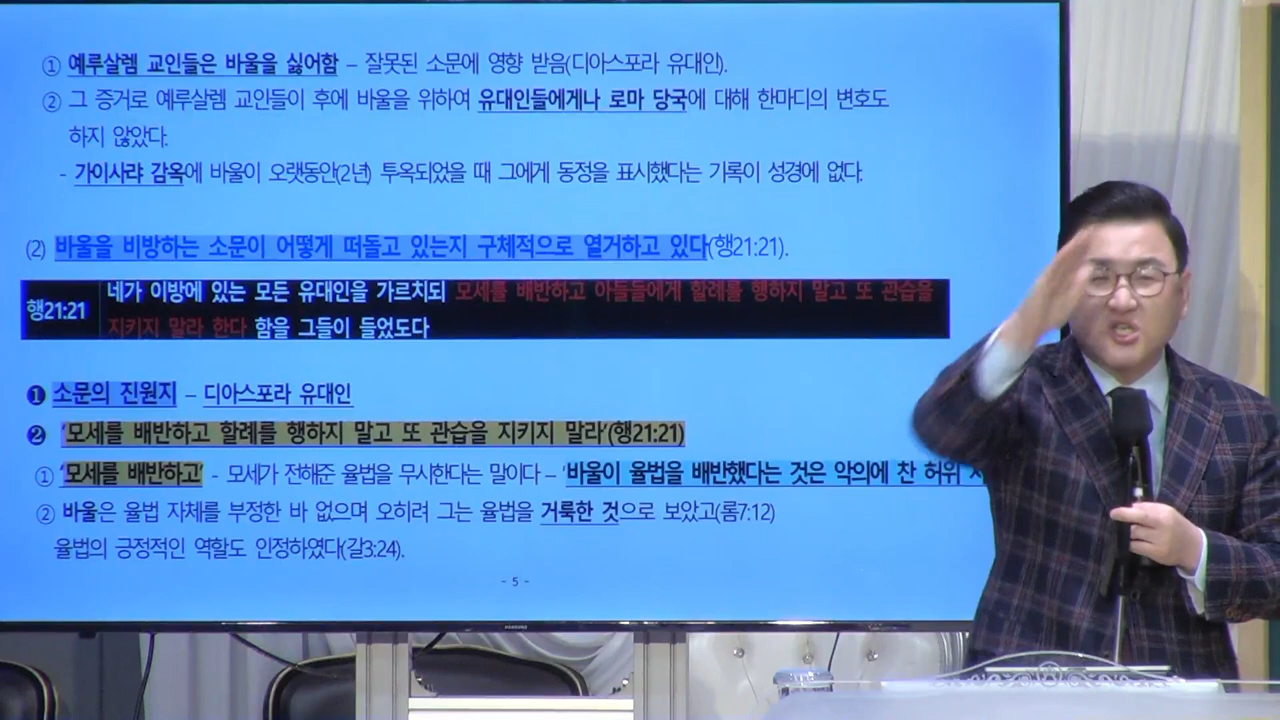 ① 예루살렘 교인들은 바울을 싫어함 – 잘못된 소문에 영향 받음(디아스포라 유대인).
② 그 증거로 예루살렘 교인들이 후에 바울을 위하여 유대인들에게나 로마 당국에 대해 한마디의 변호도
하지 않았다.
- 가이사랴 감옥에 바울이 오랫동안(2년) 투옥되었을 때 그에게 동정을 표시했다는 기록이 성경에 없다.
(2) 바울을 비방하는 소문이 어떻게 떠돌고 있는지 구체적으로 열거하고 있다(행21:21).
행21:21 네가 이방에 있는 모든 유대인을 가르치되 모세를 배반하고 아들들에게 할례를 행하지 말고 또 관습을
지키지 말라 한다 함을 그들이 들었도다
❶ 소문의 진원지 – 디아스포라 유대인
❷ '모세를 배반하고 할례를 행하지 말고 또 관습을 지키지 말라'(행21:21)
① '모세를 배반하고' - 모세가 전해준 율법을 무시한다는 말이다 – '바울이 율법을 배반했다는 것은 악의에 찬 허위
② 바울은 율법 자체를 부정한 바 없으며 오히려 그는 율법을 거룩한 것으로 보았고(롬7:12)
율법의 긍정적인 역할도 인정하였다(갈3:24).
- 5 -
SAMSUNG